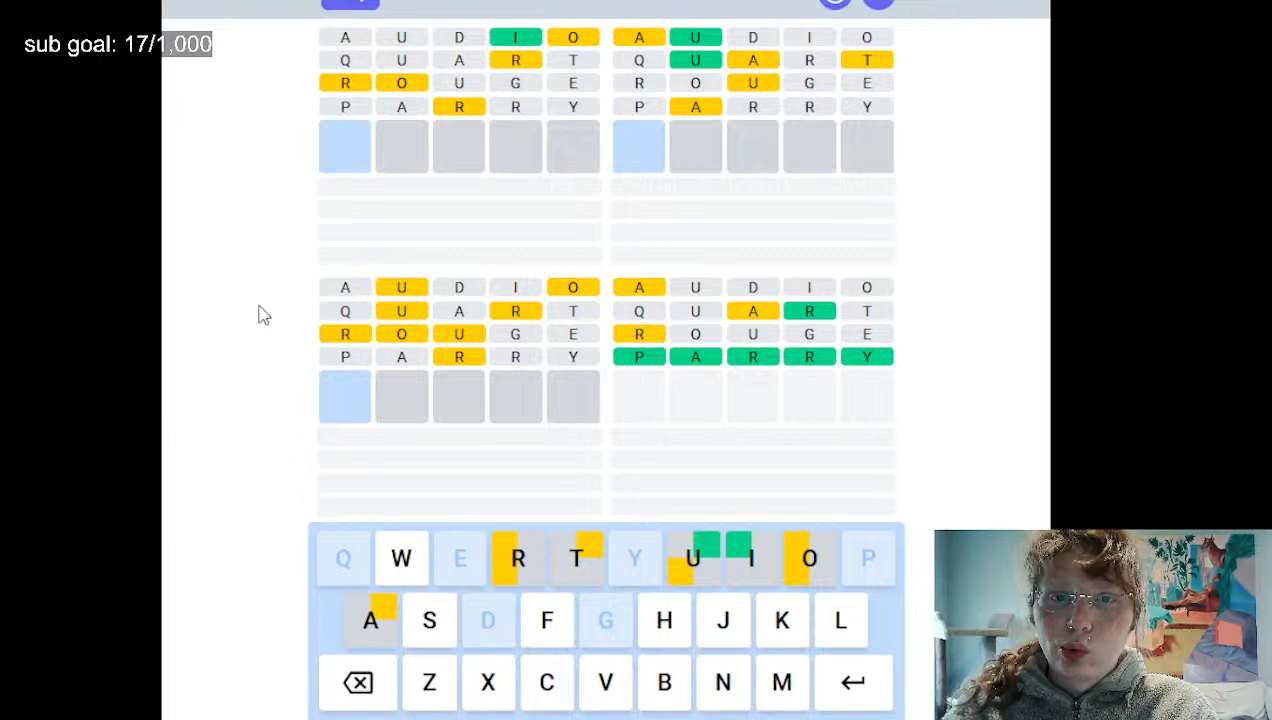 sub goal: 17/1,000
A U D I O A U D I O
Q U A R T Q U A R T
R O U G E R O U G E
P A R R Y P A R R Y
A U D I O A U D I O
Q U A R T Q U A R T
R O U G E R O U G E
P A R R Y P A R R Y
Q W E R T Y U I O P
A S D F G H J K L
Z X C V B N M